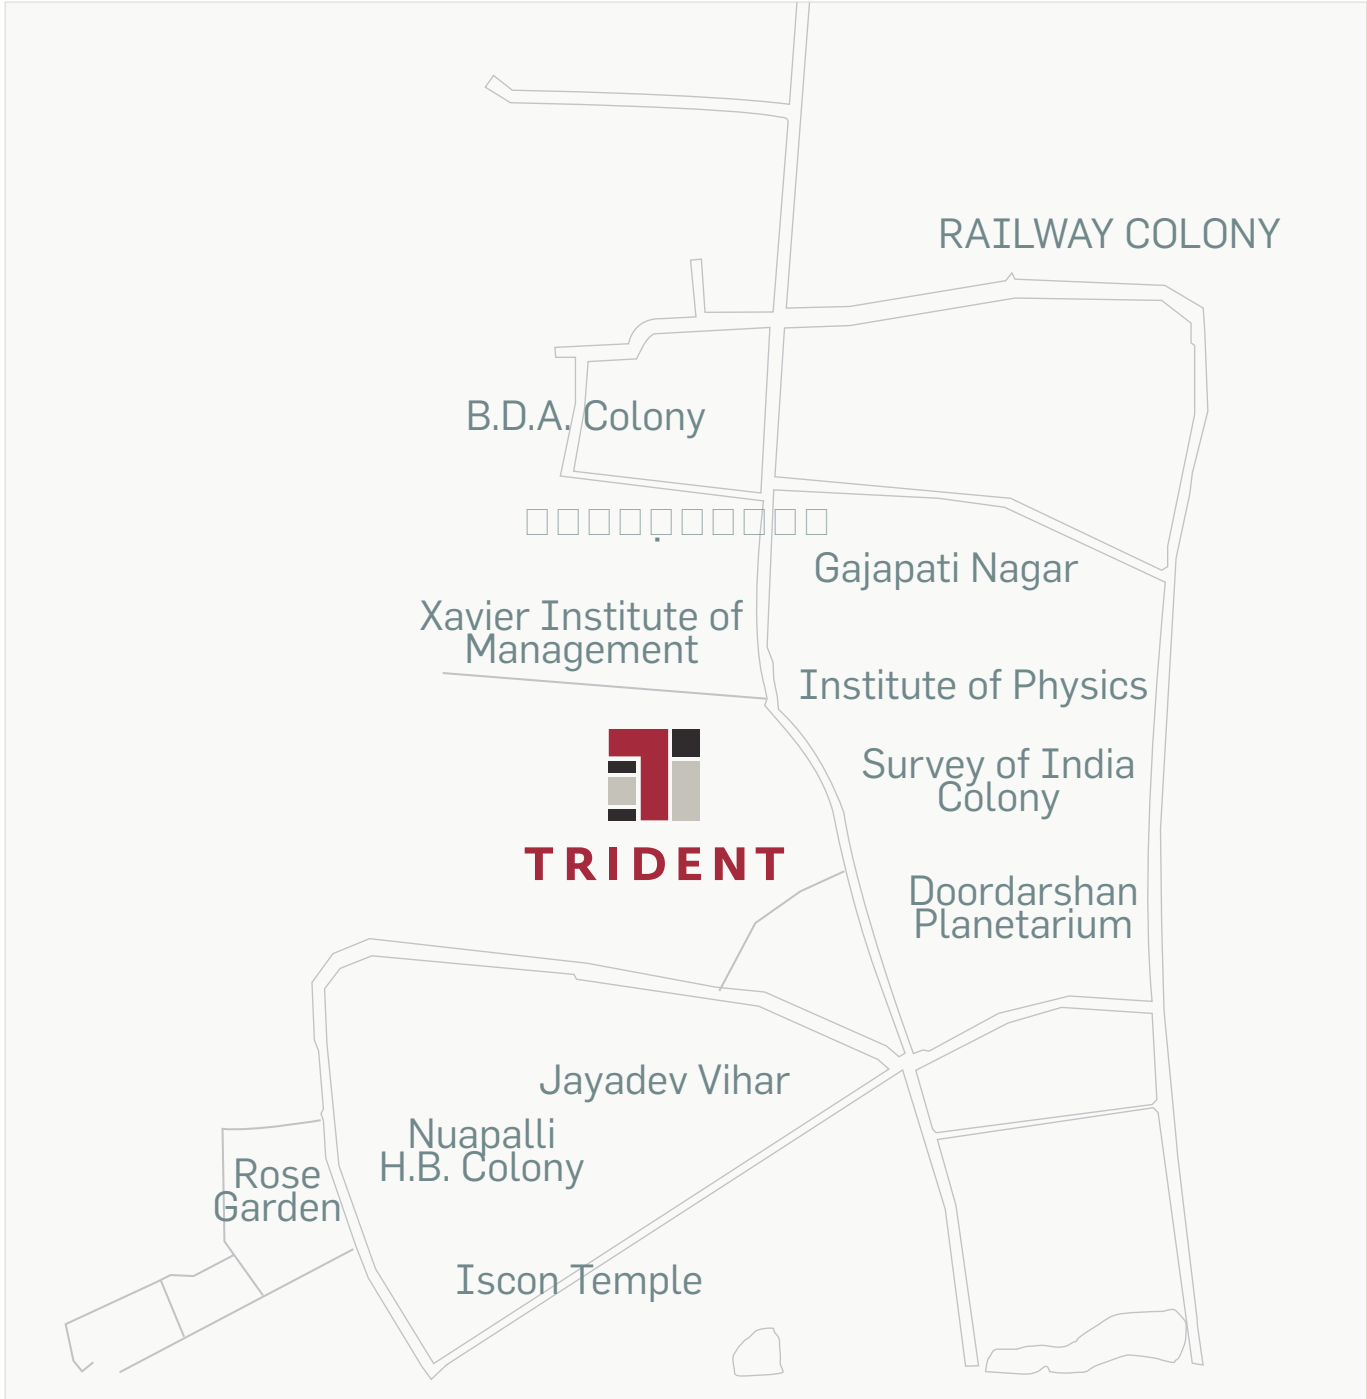 RAILWAY COLONY
B.D.A. Colony
Gajapati Nagar
Xavier Institute of
Management
Institute of Physics
Survey of India
Colony
TRIDENT
Doordarshan
Planetarium
Jayadev Vihar
Nuapalli
H.B. Colony
Rose
Garden
Iscon Temple